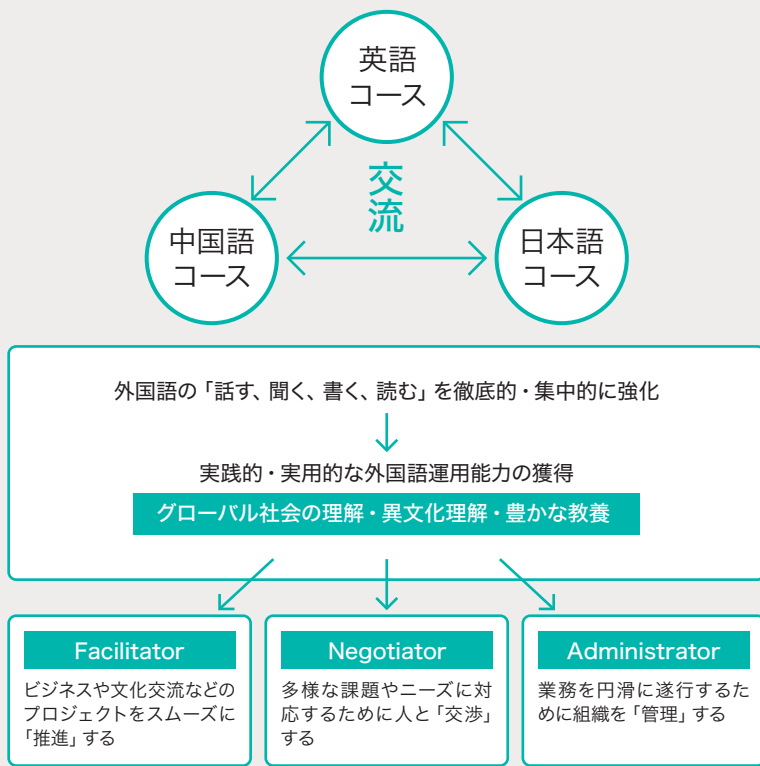 英語
コース
交流
中国語
コース
日本語
コース
外国語の「話す、聞く、書く、読む」を徹底的・集中的に強化
実践的・実用的な外国語運用能力の獲得
グローバル社会の理解・異文化理解・豊かな教養
Facilitator
ビジネスや文化交流などの
プロジェクトをスムーズに
「推進」する
Negotiator
多様な課題やニーズに対
応するために人と「交渉」
する
Administrator
業務を円滑に遂行するた
めに組織を「管理」する